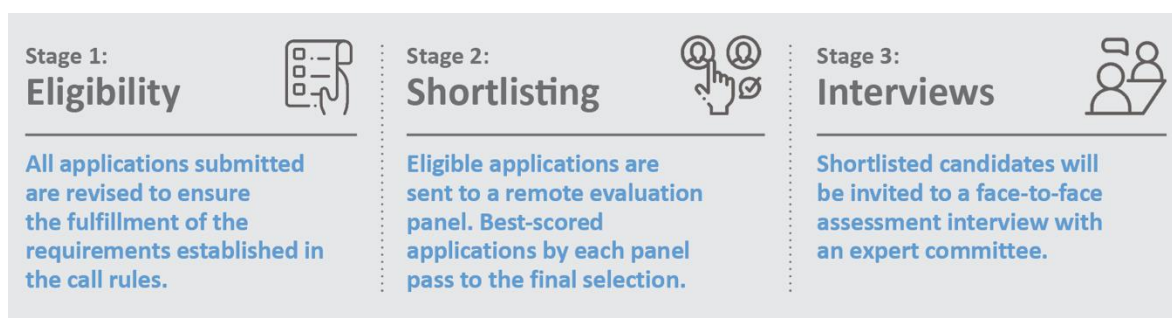 Stage 1:
Eligibility
All applications submitted
are revised to ensure
the fulfillment of the
requirements established in
the call rules.
Stage 2:
Shortlisting
Eligible applications are
sent to a remote evaluation
panel. Best-scored
applications by each panel
pass to the final selection.
Stage 3:
Interviews
Shortlisted candidates will
be invited to a face-to-face
assessment interview with
an expert committee.